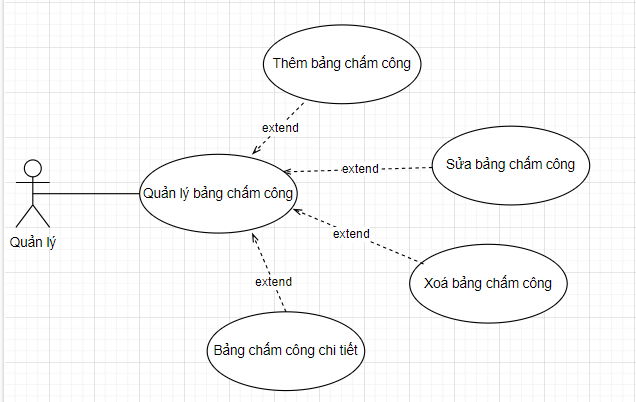 Thêm bảng chấm công
extend
Sửa bảng chấm công
extend
Quản lý bảng chấm công
Quản lý
extend
Xoá bảng chấm công
extend
Bảng chấm công chi tiết